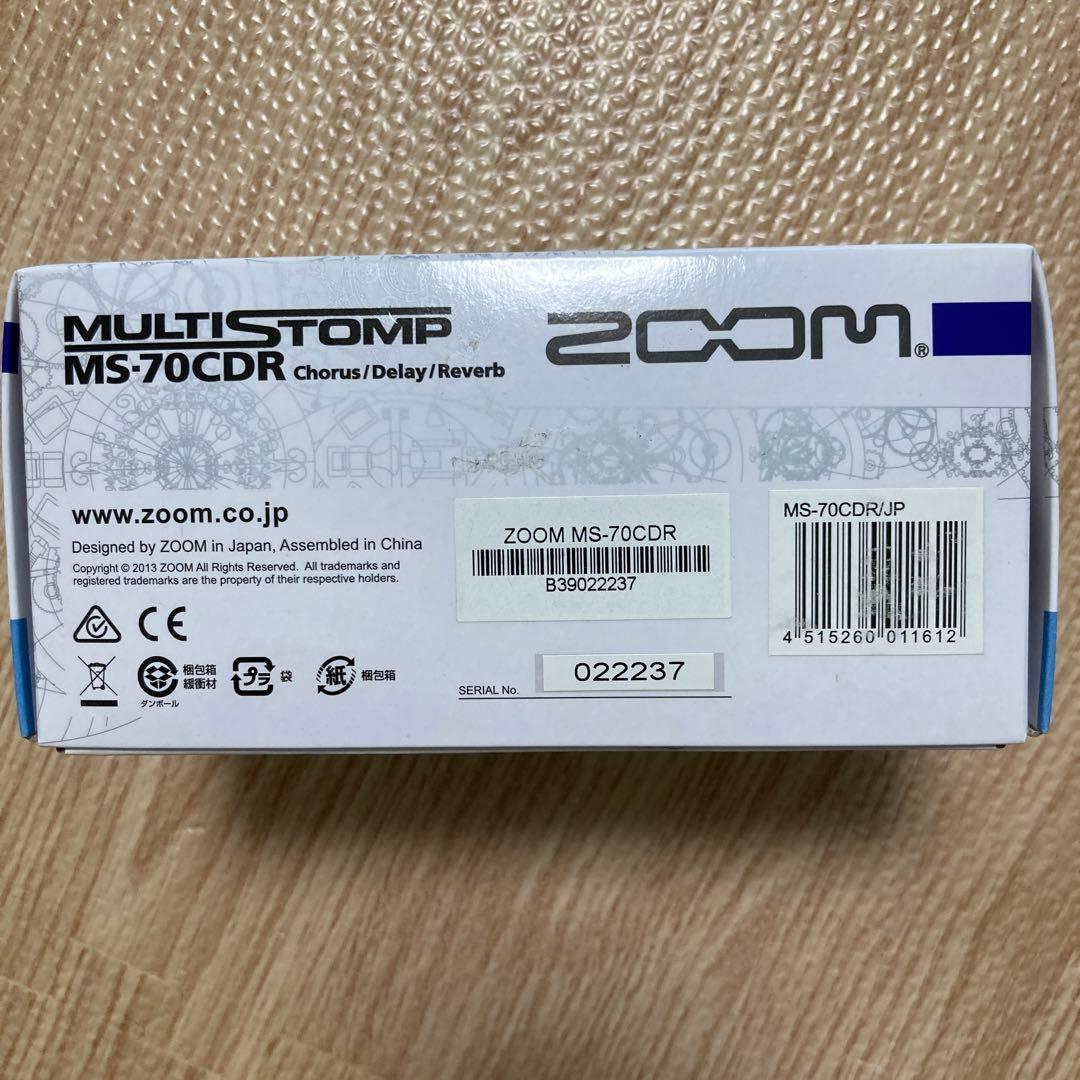 MULTISTOMP
MS-70CDR Chorus/Delay/Reverb
ZOOM®
www.zoom.co.jp
Designed by ZOOM in Japan, Assembled in China
Copyright © 2013 ZOOM All Rights Reserved. All trademarks and
registered trademarks are the property of their respective holders.
CE
梱包箱
緩衝材
ダンボール
プラ
袋
紙
梱包箱
ZOOM MS-70CDR
B39022237
SERIAL No.
022237
MS-70CDR/JP
4 515260 011612